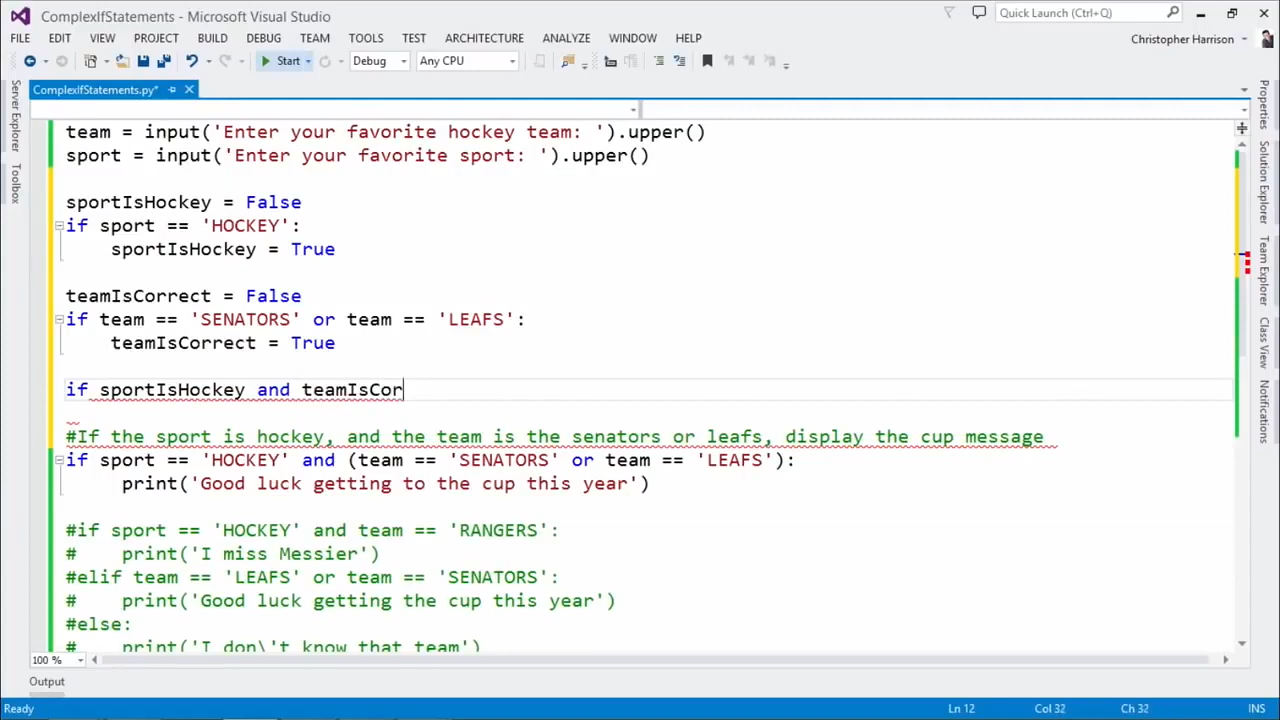 ComplexIfStatements - Microsoft Visual Studio
Quick Launch (Ctrl+Q)
FILE EDIT VIEW PROJECT BUILD DEBUG TEAM TOOLS TEST ARCHITECTURE ANALYZE WINDOW HELP
Christopher Harrison
Start Debug Any CPU
ComplexIfStatements.py*
Server Explorer
Toolbox
team = input('Enter your favorite hockey team: ').upper()
sport = input('Enter your favorite sport: ').upper()
sportIsHockey = False
if sport == 'HOCKEY':
sportIsHockey = True
teamIsCorrect = False
if team == 'SENATORS' or team == 'LEAFS':
teamIsCorrect = True
if sportIsHockey and teamIsCor
#If the sport is hockey, and the team is the senators or leafs, display the cup message
if sport == 'HOCKEY' and (team == 'SENATORS' or team == 'LEAFS'):
print('Good luck getting to the cup this year')
#if sport == 'HOCKEY' and team == 'RANGERS':
# print('I miss Messier')
#elif team == 'LEAFS' or team == 'SENATORS':
# print('Good luck getting the cup this year')
#else:
# print('I don\'t know that team')
Properties
Solution Explorer
Team Explorer
Class View
Notifications
100 %
Output
Ready Ln 12 Col 32 Ch 32 INS